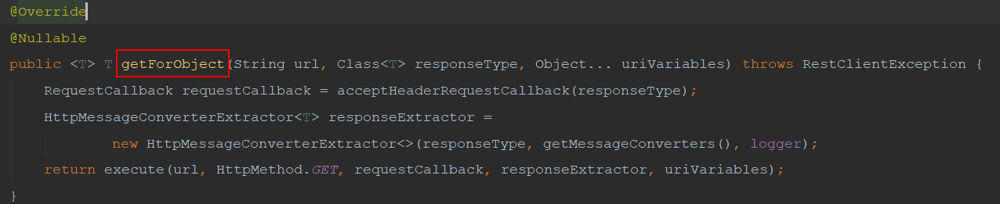 @Override
@Nullable
public <T> T getForObject(String url, Class<T> responseType, Object... uriVariables) throws RestClientException {
RequestCallback requestCallback = acceptHeaderRequestCallback(responseType);
HttpMessageConverterExtractor<T> responseExtractor =
new HttpMessageConverterExtractor<>(responseType, getMessageConverters(), logger);
return execute(url, HttpMethod.GET, requestCallback, responseExtractor, uriVariables);
}